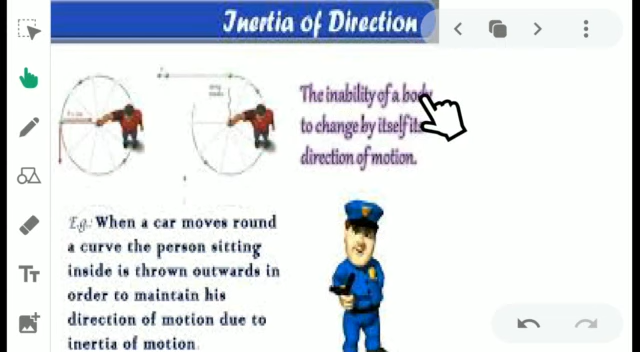 Inertia of Direction
The inability of a body
to change by itself its
direction of motion.
E.g.: When a car moves round
a curve the person sitting
inside is thrown outwards in
order to maintain his
direction of motion due to
inertia of motion.
Tт